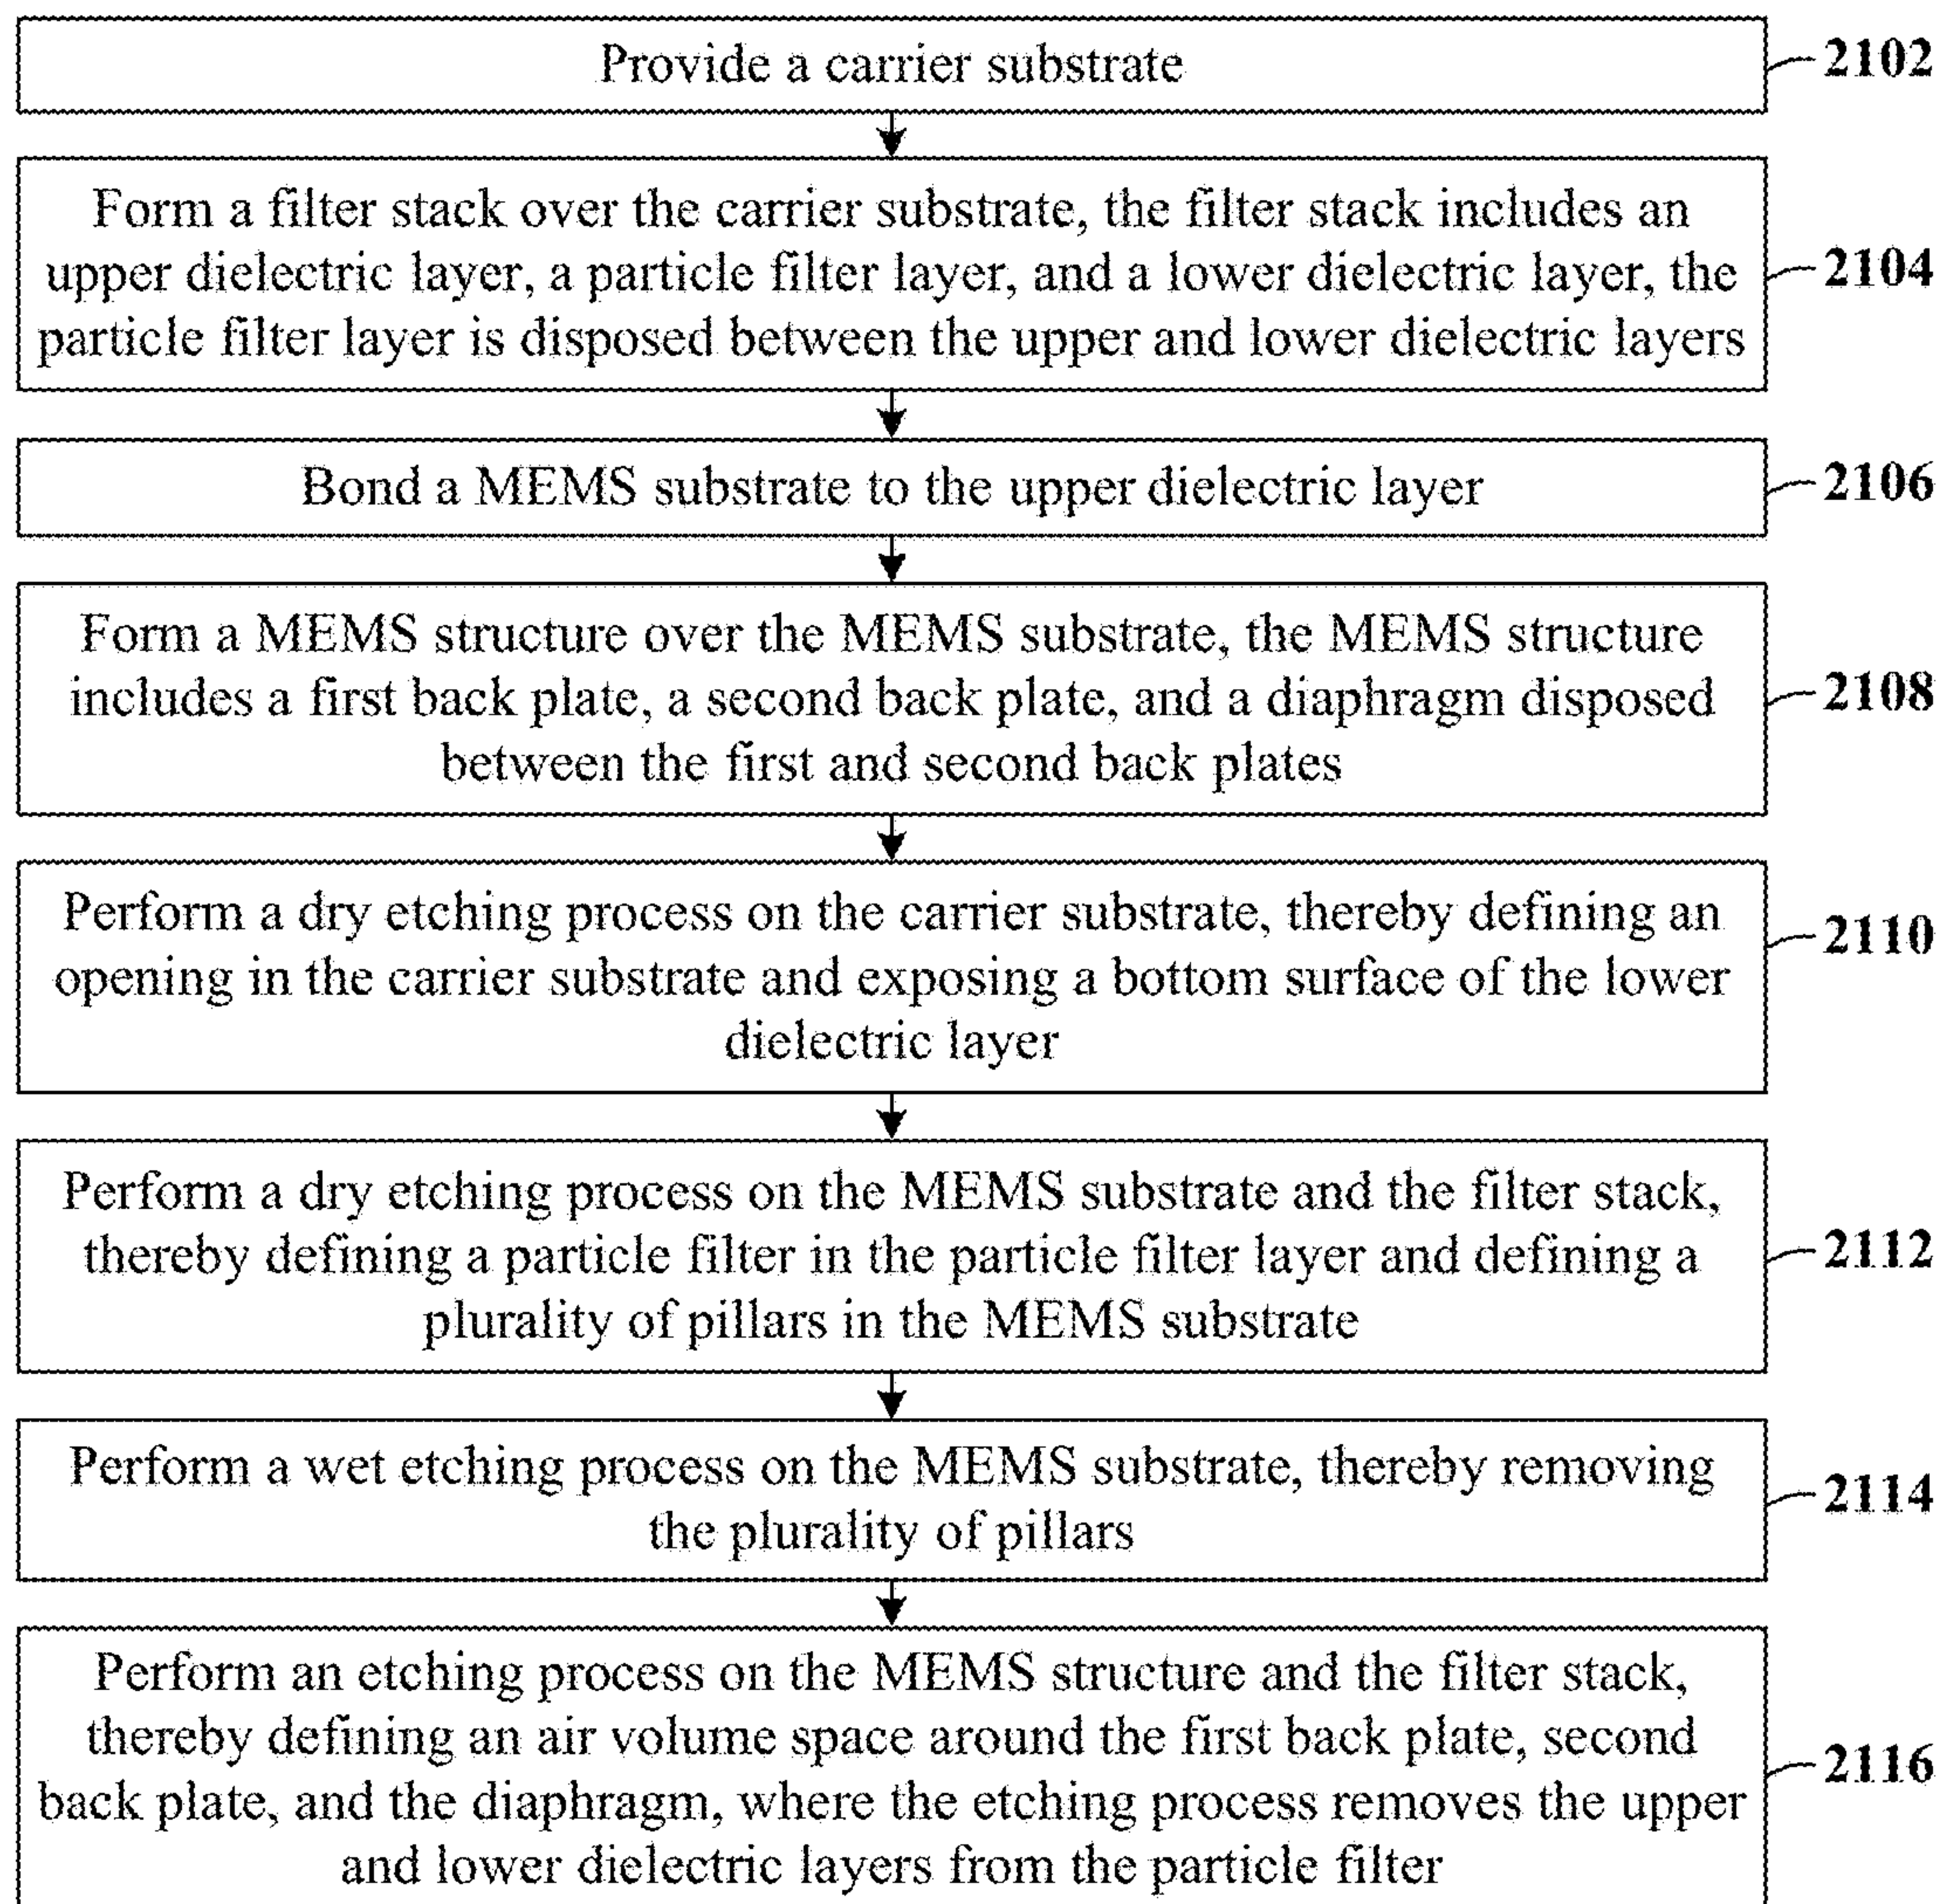 Provide a carrier substrate
2102
Form a filter stack over the carrier substrate, the filter stack includes an
upper dielectric layer, a particle filter layer, and a lower dielectric layer, the
particle filter layer is disposed between the upper and lower dielectric layers
2104
Bond a MEMS substrate to the upper dielectric layer
2106
Form a MEMS structure over the MEMS substrate, the MEMS structure
includes a first back plate, a second back plate, and a diaphragm disposed
between the first and second back plates
2108
Perform a dry etching process on the carrier substrate, thereby defining an
opening in the carrier substrate and exposing a bottom surface of the lower
dielectric layer
2110
Perform a dry etching process on the MEMS substrate and the filter stack,
thereby defining a particle filter in the particle filter layer and defining a
plurality of pillars in the MEMS substrate
2112
Perform a wet etching process on the MEMS substrate, thereby removing
the plurality of pillars
2114
Perform an etching process on the MEMS structure and the filter stack,
thereby defining an air volume space around the first back plate, second
back plate, and the diaphragm, where the etching process removes the upper
and lower dielectric layers from the particle filter
2116